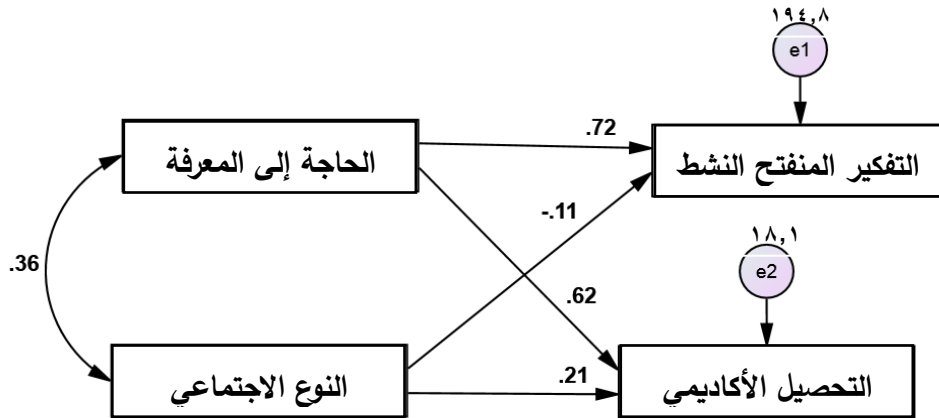 ١٩٤,٨
e1
.72
الحاجة إلى المعرفة
التفكير المنفتح النشط
-.11
.36
١٨,١
e2
.62
.21
النوع الاجتماعي
التحصيل الأكاديمي